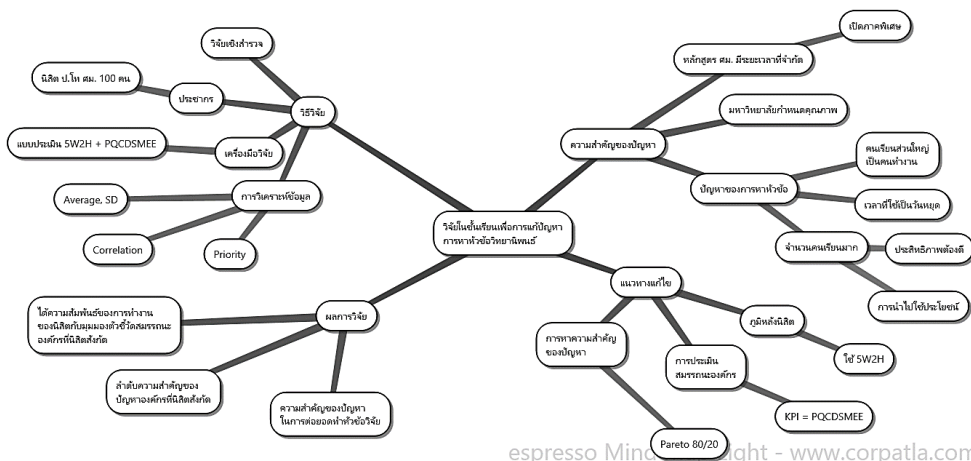 เปิดภาคพิเศษ
วิจัยเชิงสำรวจ
หลักสูตร ศม. มีระยะเวลาที่จำกัด
นิสิต ป.โท ศม. 100 คน
ประชากร
วิธีวิจัย
มหาวิทยาลัยกำหนดคุณภาพ
แบบประเมิน 5W2H + PQCDSMEE
เครื่องมือวิจัย
ความสำคัญของปัญหา
คนเรียนส่วนใหญ่
เป็นคนทำงาน
ปัญหาของการหาหัวข้อ
Average, SD
การวิเคราะห์ข้อมูล
เวลาที่ใช้เป็นวันหยุด
Correlation
Priority
วิจัยในชั้นเรียนเพื่อการแก้ปัญหา
การหาหัวข้อวิทยานิพนธ์
จำนวนคนเรียนมาก
ประสิทธิภาพต้องดี
แนวทางแก้ไข
การนำไปใช้ประโยชน์
ได้ความสัมพันธ์ของการทำงาน
ของนิสิตกับมุมมองตัวชี้วัดสมรรถนะ
องค์กรที่นิสิตสังกัด
ผลการวิจัย
ภูมิหลังนิสิต
การหาความสำคัญ
ของปัญหา
การประเมิน
สมรรถนะองค์กร
ใช้ 5W2H
ลำดับความสำคัญของ
ปัญหาองค์กรที่นิสิตสังกัด
ความสำคัญของปัญหา
ในการต่อยอดทำหัวข้อวิจัย
KPI = PQCDSMEE
Pareto 80/20
espresso Mind ight - www.corpatla.com